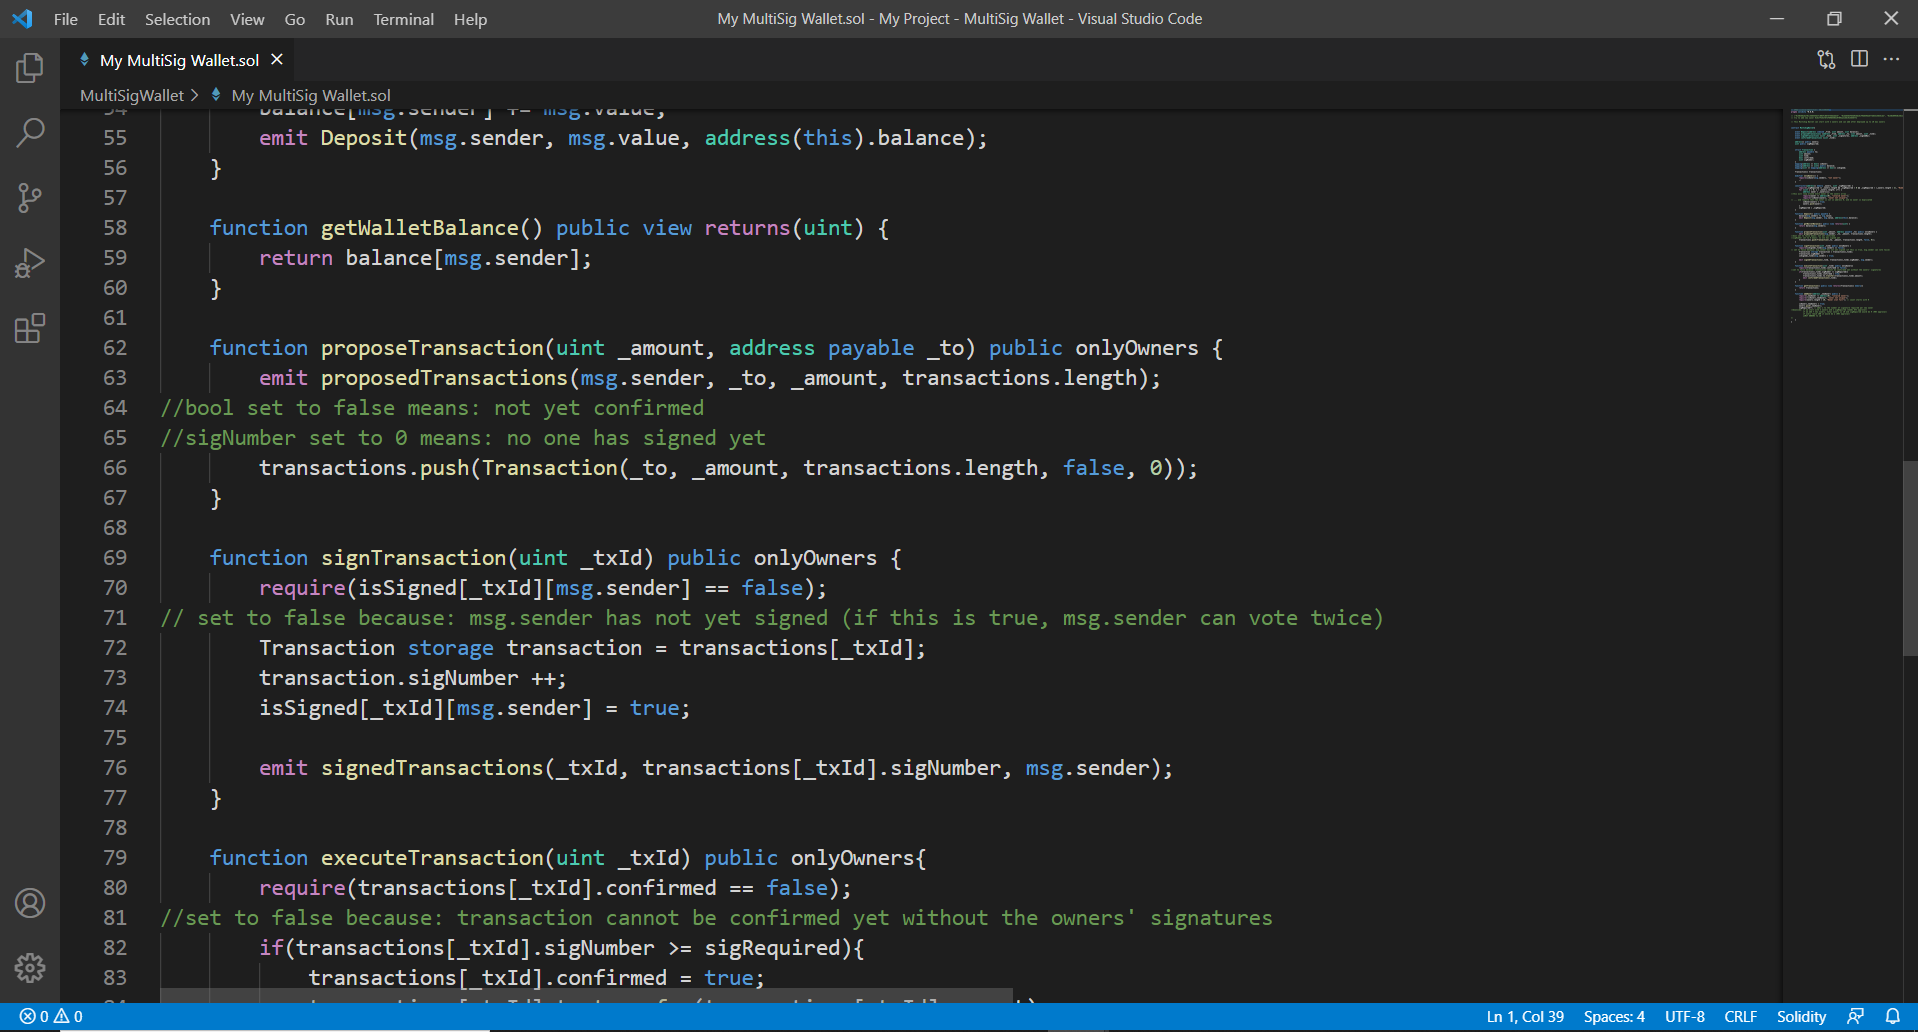 File Edit Selection View Go Run Terminal Help
My MultiSig Wallet.sol - My Project - MultiSig Wallet - Visual Studio Code
My MultiSig Wallet.sol
MultiSigWallet > My MultiSig Wallet.sol
54 balance[msg.sender] += msg.value;
55 emit Deposit(msg.sender, msg.value, address(this).balance);
56 }
57
58 function getWalletBalance() public view returns(uint) {
59 return balance[msg.sender];
60 }
61
62 function proposeTransaction(uint _amount, address payable _to) public onlyOwners {
63 emit proposedTransactions(msg.sender, _to, _amount, transactions.length);
64 //bool set to false means: not yet confirmed
65 //sigNumber set to 0 means: no one has signed yet
66 transactions.push(Transaction(_to, _amount, transactions.length, false, 0));
67 }
68
69 function signTransaction(uint _txId) public onlyOwners {
70 require(isSigned[_txId][msg.sender] == false);
71 // set to false because: msg.sender has not yet signed (if this is true, msg.sender can vote twice)
72 Transaction storage transaction = transactions[_txId];
73 transaction.sigNumber ++;
74 isSigned[_txId][msg.sender] = true;
75
76 emit signedTransactions(_txId, transactions[_txId].sigNumber, msg.sender);
77 }
78
79 function executeTransaction(uint _txId) public onlyOwners{
80 require(transactions[_txId].confirmed == false);
81 //set to false because: transaction cannot be confirmed yet without the owners' signatures
82 if(transactions[_txId].sigNumber >= sigRequired){
83 transactions[_txId].confirmed = true;
0 0
Ln 1, Col 39 Spaces: 4 UTF-8 CRLF Solidity